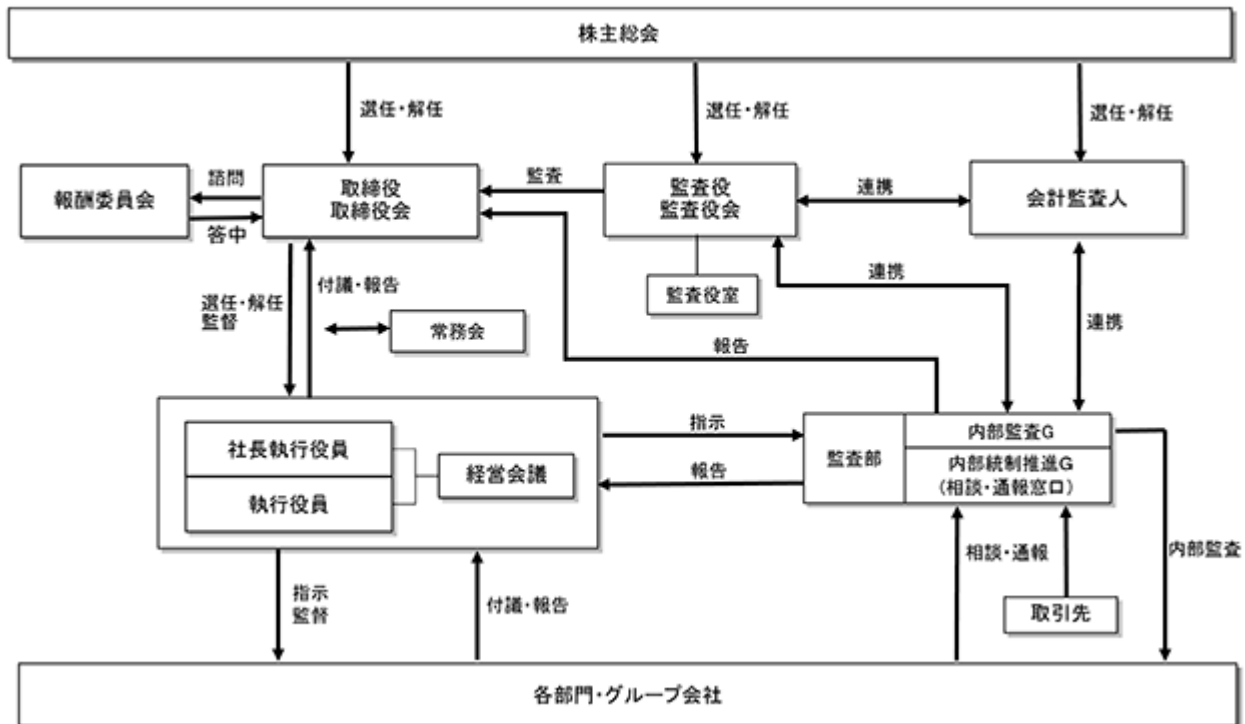 株主総会
選任・解任
選任・解任
選任・解任
報酬委員会
諮問
答申
取締役
取締役会
監査
監査役
監査役会
連携
会計監査人
監査役室
選任・解任
監督
付議・報告
常務会
連携
連携
報告
社長執行役員
執行役員
経営会議
指示
報告
監査部
内部監査G
内部統制推進G
(相談・通報窓口)
指示
監督
付議・報告
相談・通報
取引先
内部監査
各部門・グループ会社